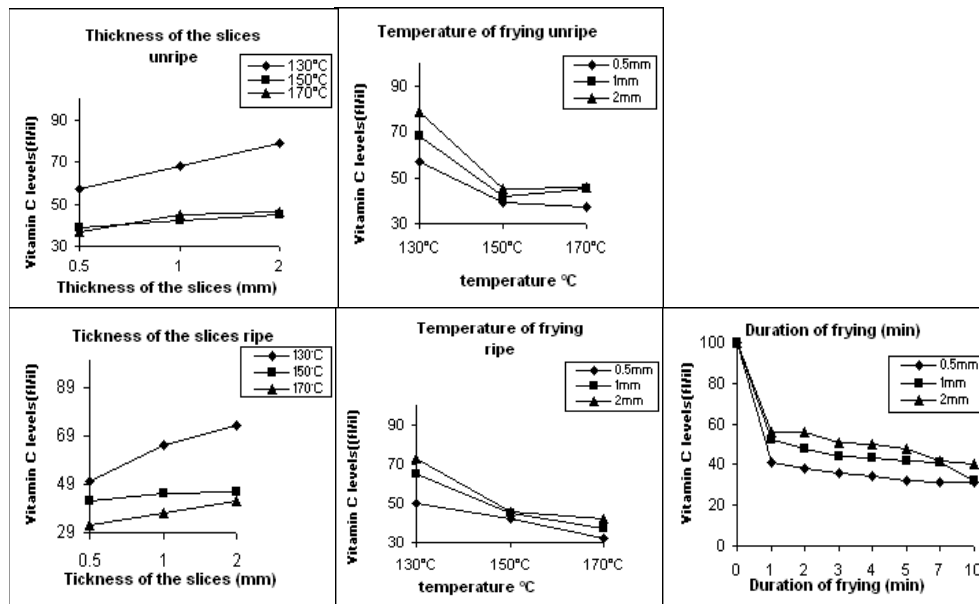 Thickness of the slices
unripe
130°C
150°C
170°C
90
70
50
30
Vitamin C levels(fl/il)
0.5
1
2
Thickness of the slices (mm)
Temperature of frying unripe
0.5mm
1mm
2mm
90
70
50
30
Vitamin C levels(fl/il)
130°C
150°C
170°C
temperature °C
Tickness of the slices ripe
130°C
150°C
170°C
89
69
49
29
Vitamin C levels(fl/il)
0.5
1
2
Tickness of the slices (mm)
Temperature of frying
ripe
0.5mm
1mm
2mm
90
70
50
30
Vitamin C levels((fl/il)
130°C
150°C
170°C
temperature °C
Duration of frying (min)
0.5mm
1mm
2mm
100
80
60
40
20
0
Vitamin C levels(fl/il)
0
1
2
3
4
5
7
10
Duration of frying (min)